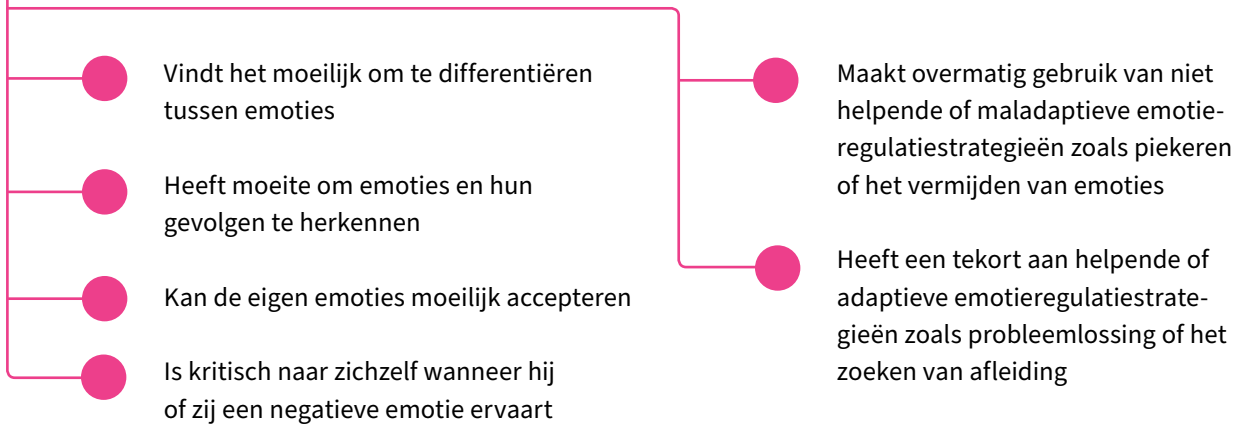 Vindt het moeilijk om te differentiëren
tussen emoties
Heeft moeite om emoties en hun
gevolgen te herkennen
Kan de eigen emoties moeilijk accepteren
Is kritisch naar zichzelf wanneer hij
of zij een negatieve emotie ervaart
Maakt overmatig gebruik van niet
helpende of maladaptieve emotie-
regulatiestrategieën zoals piekeren
of het vermijden van emoties
Heeft een tekort aan helpende of
adaptieve emotieregulatiestrate-
gieën zoals probleemlossing of het
zoeken van afleiding